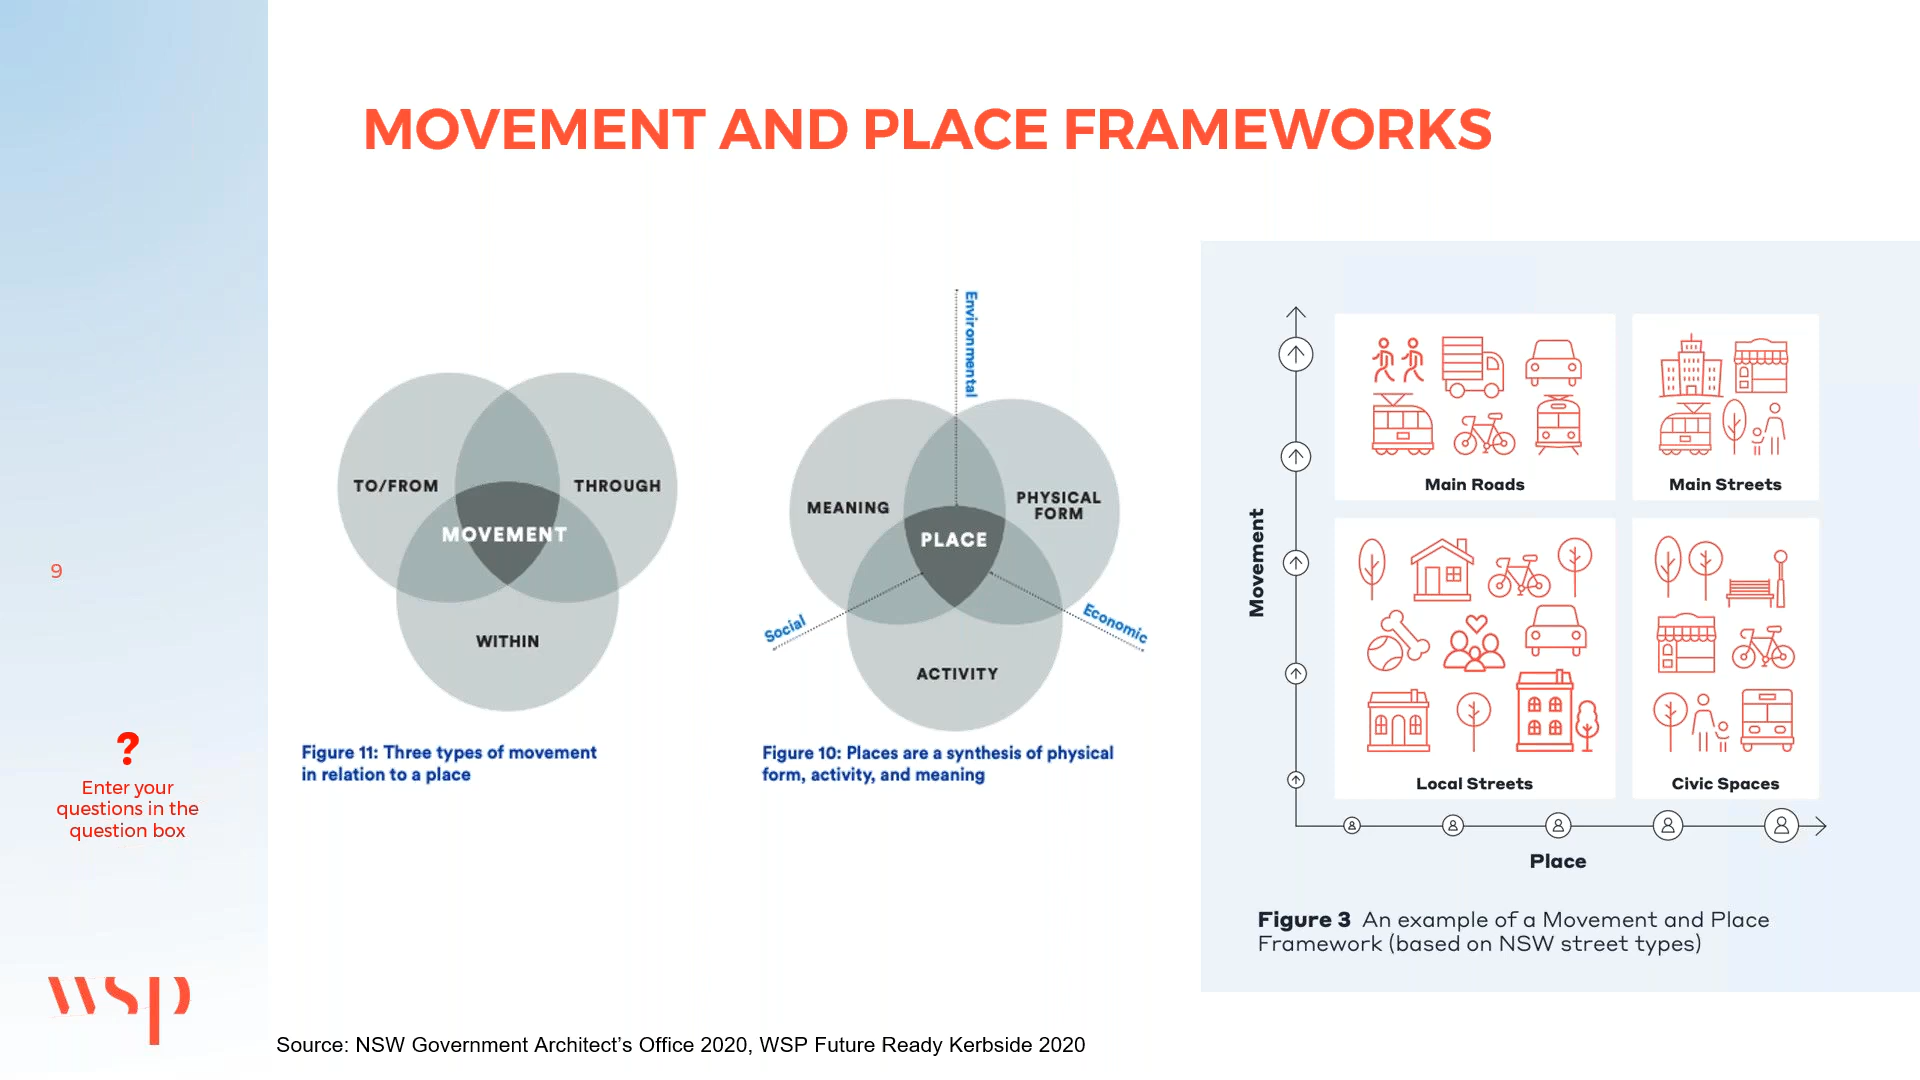 MOVEMENT AND PLACE FRAMEWORKS
9
?
Enter your
questions in the
question box
wsp
TO/FROM
THROUGH
MOVEMENT
WITHIN
Figure 11: Three types of movement
in relation to a place
Environmental
MEANING
PHYSICAL
FORM
PLACE
Social
Economic
ACTIVITY
Figure 10: Places are a synthesis of physical
form, activity, and meaning
Movement
Main Roads
Main Streets
Local Streets
Civic Spaces
Place
Figure 3 An example of a Movement and Place
Framework (based on NSW street types)
Source: NSW Government Architect’s Office 2020, WSP Future Ready Kerbside 2020